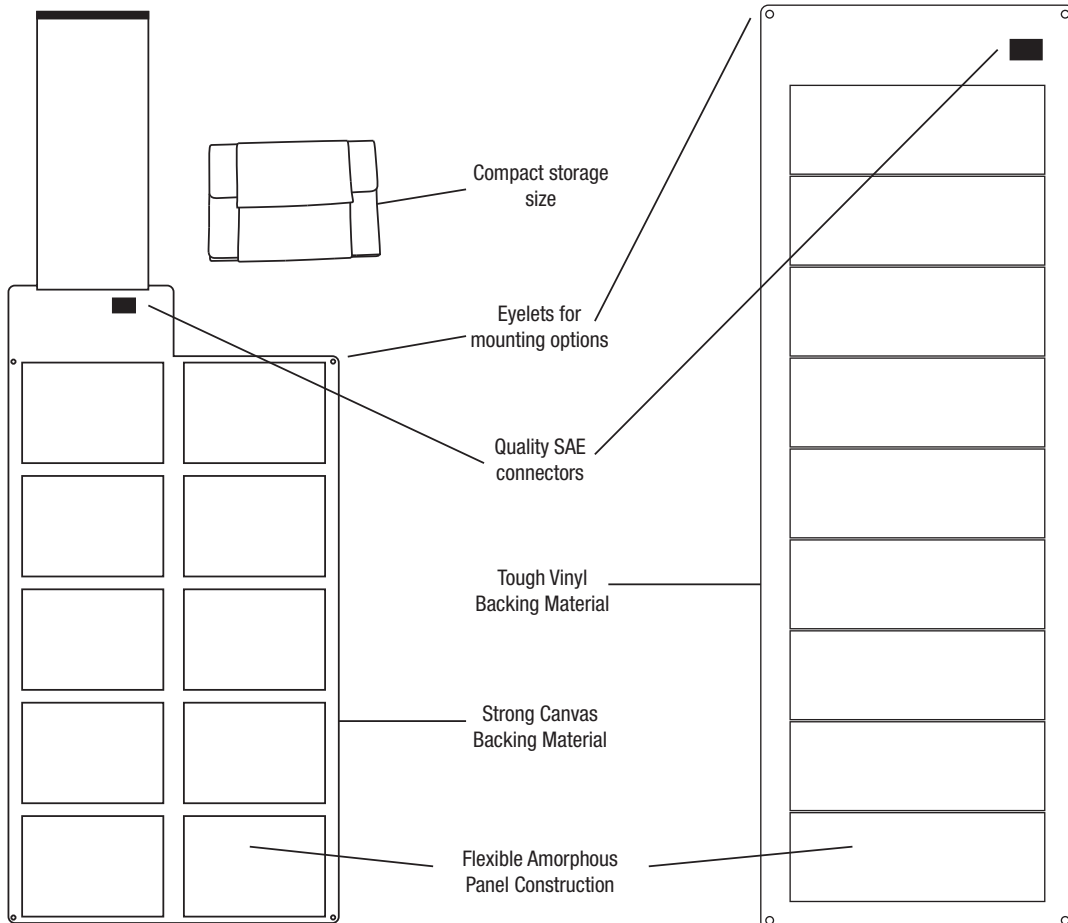 Compact storage
size
Eyelets for
mounting options
Quality SAE
connectors
Tough Vinyl
Backing Material
Strong Canvas
Backing Material
Flexible Amorphous
Panel Construction